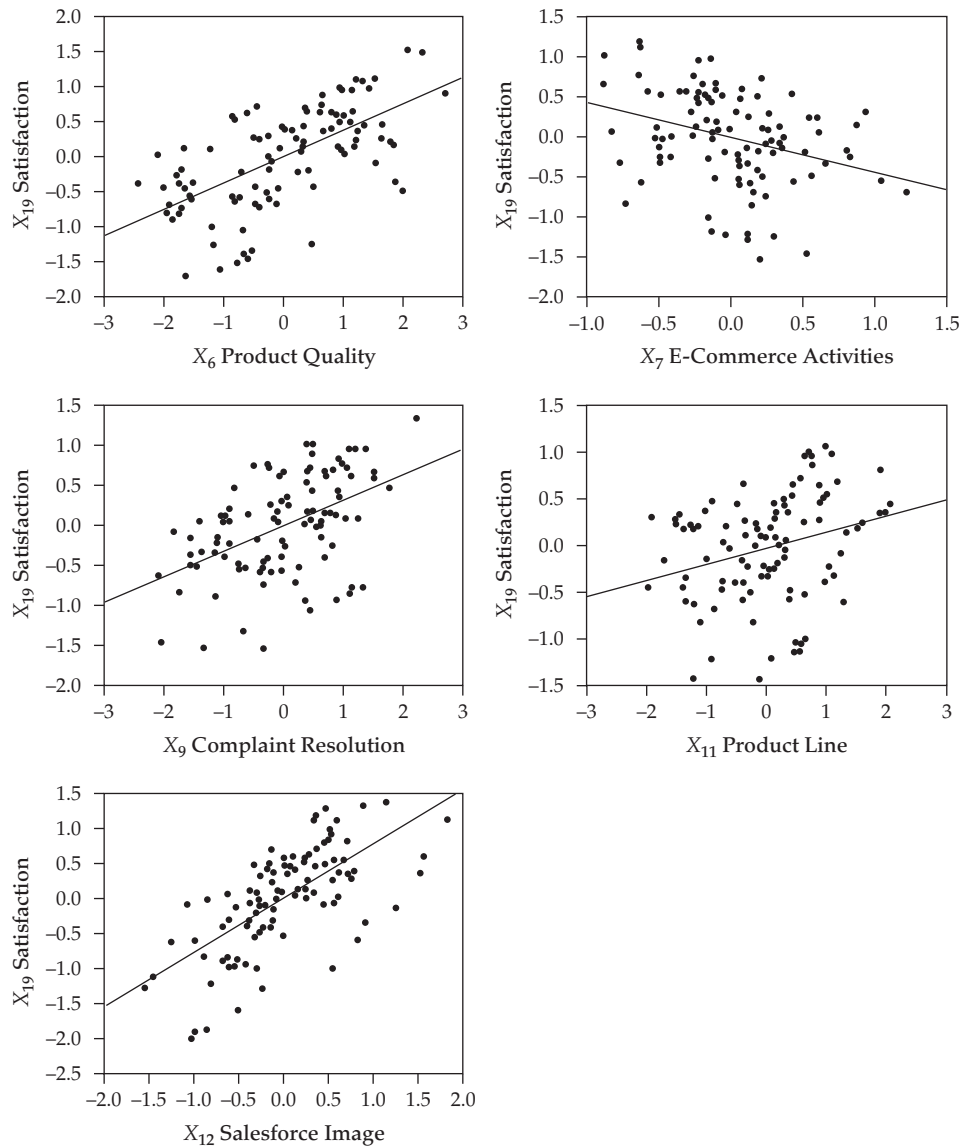 2.0
1.5
1.0
0.5
0.0
–0.5
–1.0
–1.5
–2.0
X19 Satisfaction
–3 –2 –1 0 1 2 3
X6 Product Quality
1.5
1.0
0.5
0.0
–0.5
–1.0
–1.5
–2.0
X19 Satisfaction
–1.0 –0.5 0.0 0.5 1.0 1.5
X7 E-Commerce Activities
1.5
1.0
0.5
0.0
–0.5
–1.0
–1.5
–2.0
X19 Satisfaction
–3 –2 –1 0 1 2 3
X9 Complaint Resolution
1.5
1.0
0.5
0.0
–0.5
–1.0
–1.5
X19 Satisfaction
–3 –2 –1 0 1 2 3
X11 Product Line
1.5
1.0
0.5
0.0
–0.5
–1.0
–1.5
–2.0
–2.5
X19 Satisfaction
–2.0 –1.5 –1.0 –0.5 0.0 0.5 1.0 1.5 2.0
X12 Salesforce Image